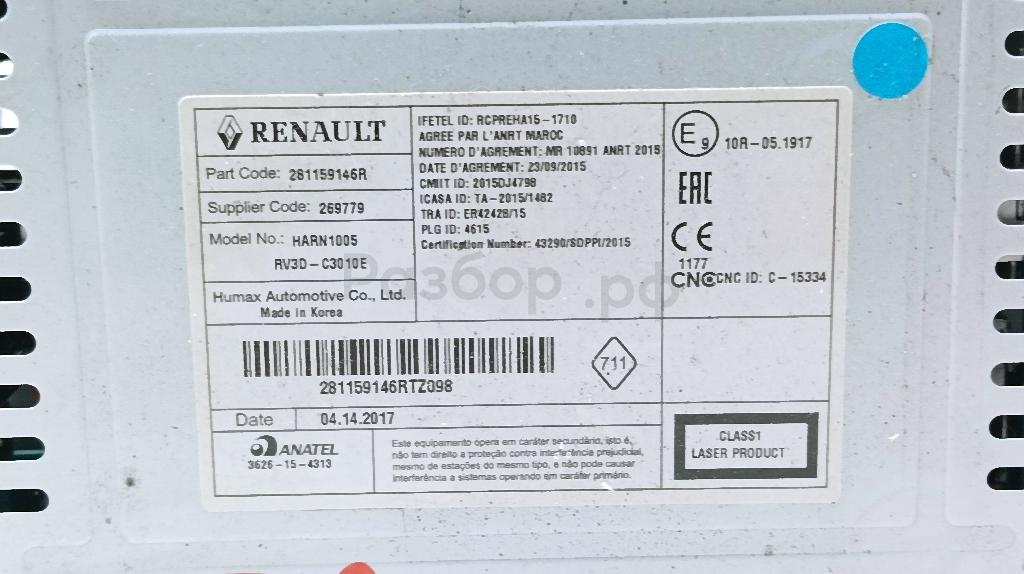 RENAULT
Part Code: 281159146R
Supplier Code: 269779
Model No.: HARN1005
RV3D-C3010E
Humax Automotive Co., Ltd.
Made in Korea
IFETEL ID: RCPREHA15-1710
AGREE PAR L'ANRT MAROC
NUMERO D'AGREMENT: MR 10891 ANRT 2015
DATE D'AGREMENT: 23/09/2015
CMIIT ID: 2015DJ4798
ICASA ID: TA-2015/1482
TRA ID: ER42428/15
PLG ID: 4615
Certification Number: 43290/SDPPI/2015
E9 10R-05.1917
EAC
CE
1177
CNC CNC ID: C-15334
Разбор.рф
281159146RTZ098
711
Date 04.14.2017
ANATEL
3626-15-4313
Este equipamento opera em caráter secundário, isto é,
não tem direito a proteção contra interferência prejudicial,
mesmo de estações do mesmo tipo, e não pode causar
interferência a sistemas operando em caráter primário.
CLASS1
LASER PRODUCT